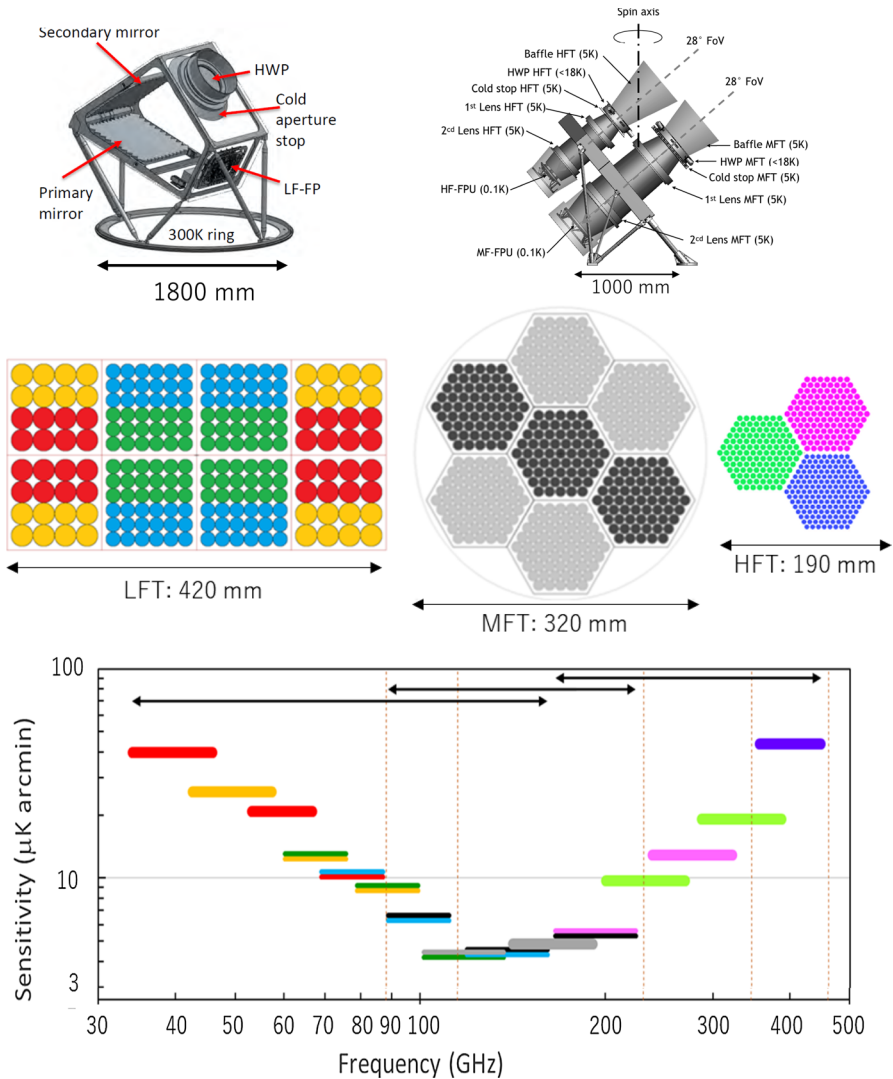 Secondary mirror
HWP
Cold
aperture
stop
LF-FP
Primary
mirror
300K ring
1800 mm
Spin axis
28° FoV
28° FoV
Baffle HFT (5K)
HWP HFT (<18K)
Cold stop HFT (5K)
1st Lens HFT (5K)
2cd Lens HFT (5K)
HF-FPU (0.1K)
MF-FPU (0.1K)
Baffle MFT (5K)
HWP MFT (<18K)
Cold stop MFT (5K)
1st Lens MFT (5K)
2cd Lens MFT (5K)
1000 mm
LFT: 420 mm
MFT: 320 mm
HFT: 190 mm
Sensitivity (μK arcmin)
100
10
3
30 40 50 60 70 80 90 100 200 300 400 500
Frequency (GHz)